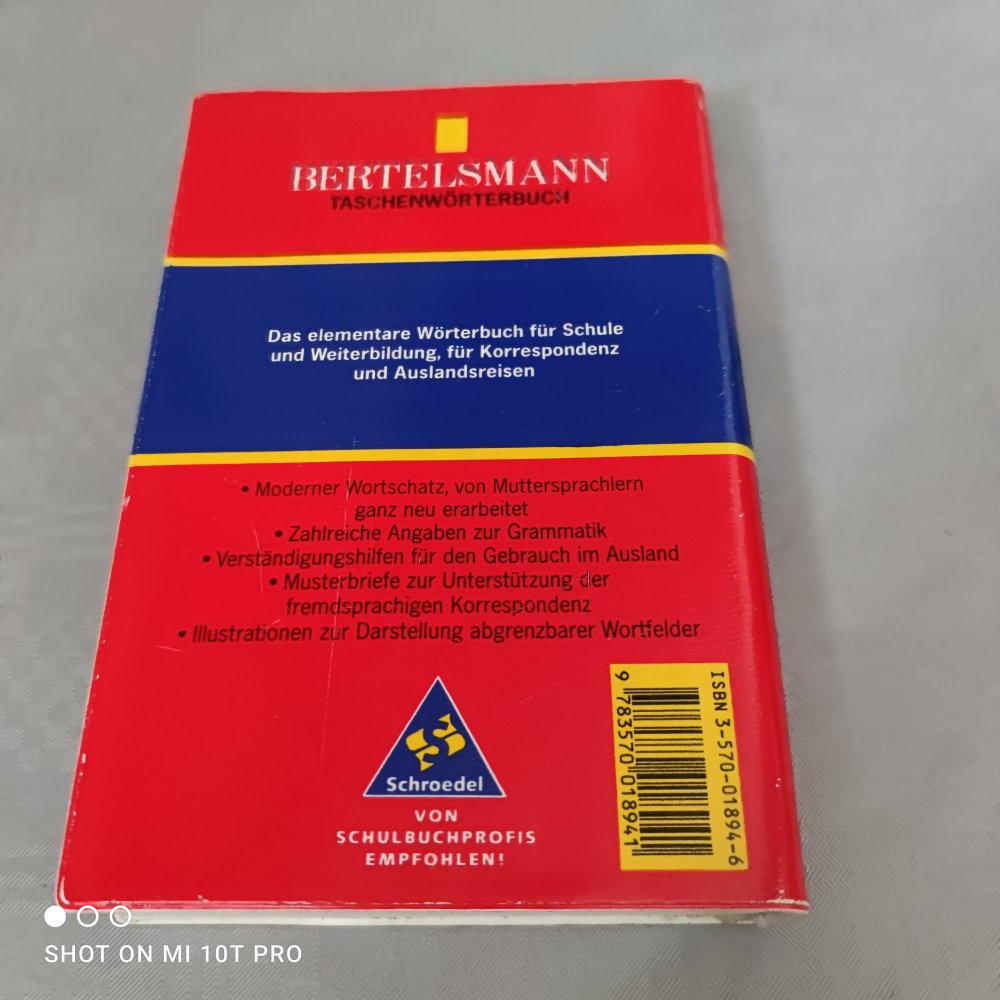 BERTELSMANN
TASCHENWÖRTERBUCH
Das elementare Wörterbuch für Schule
und Weiterbildung, für Korrespondenz
und Auslandsreisen
• Moderner Wortschatz, von Muttersprachlern
ganz neu erarbeitet
• Zahlreiche Angaben zur Grammatik
• Verständigungshilfen für den Gebrauch im Ausland
• Musterbriefe zur Unterstützung der
fremdsprachigen Korrespondenz
• Illustrationen zur Darstellung abgrenzbarer Wortfelder
Schroedel
VON
SCHULBUCHPROFIS
EMPFOHLEN!
ISBN 3-570-01894-6
9 783570 018941
SHOT ON MI 10T PRO